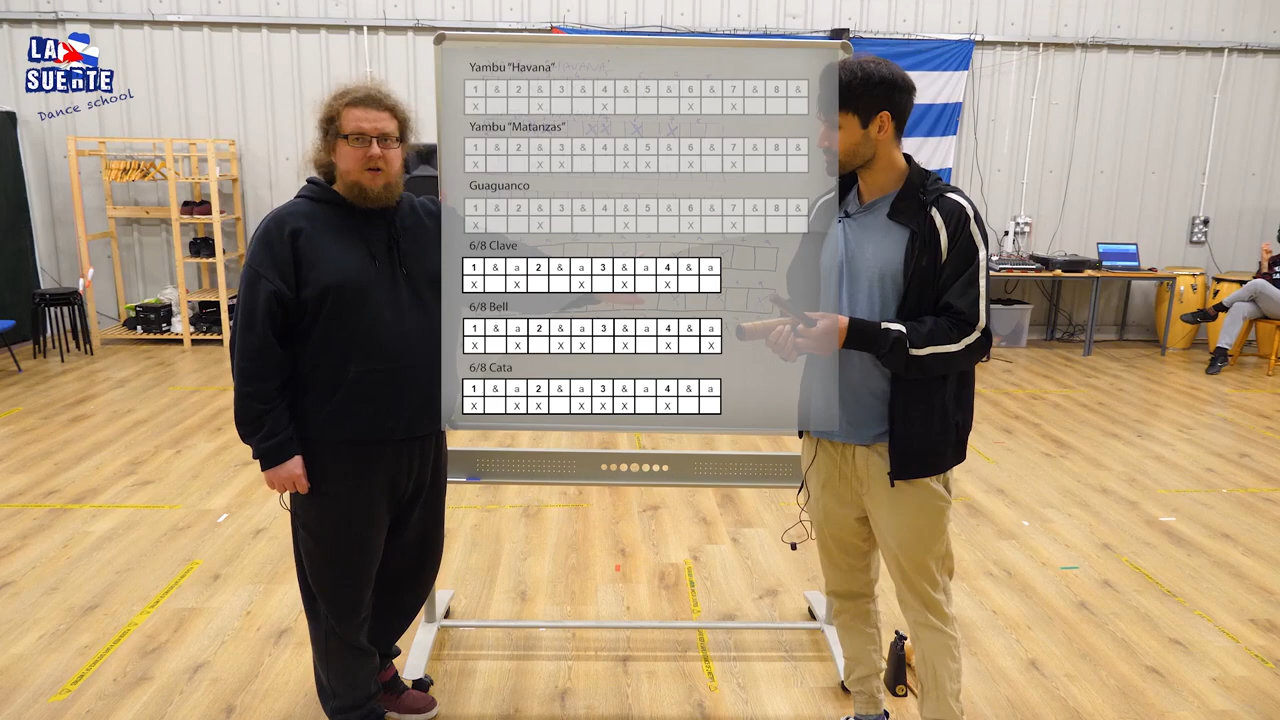 LA
SUERTE
Dance school
Yambu "Havana"
1 & 2 & 3 & 4 & 5 & 6 & 7 & 8 &
X X X X X
Yambu "Matanzas"
1 & 2 & 3 & 4 & 5 & 6 & 7 & 8 &
X X X X X X X
Guaguanco
1 & 2 & 3 & 4 & 5 & 6 & 7 & 8 &
X X X X X
6/8 Clave
1 & a 2 & a 3 & a 4 & a
X X X X X
6/8 Bell
1 & a 2 & a 3 & a 4 & a
X X X X X X X
6/8 Cata
1 & a 2 & a 3 & a 4 & a
X X X X X X X